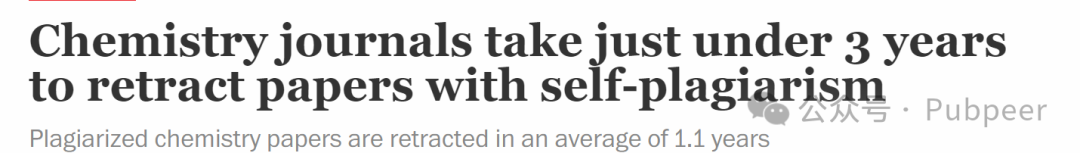 Chemistry journals take just under 3 years
to retract papers with self-plagiarism
公众号 · Pubpeer
Plagiarized chemistry papers are retracted in an average of 1.1 years